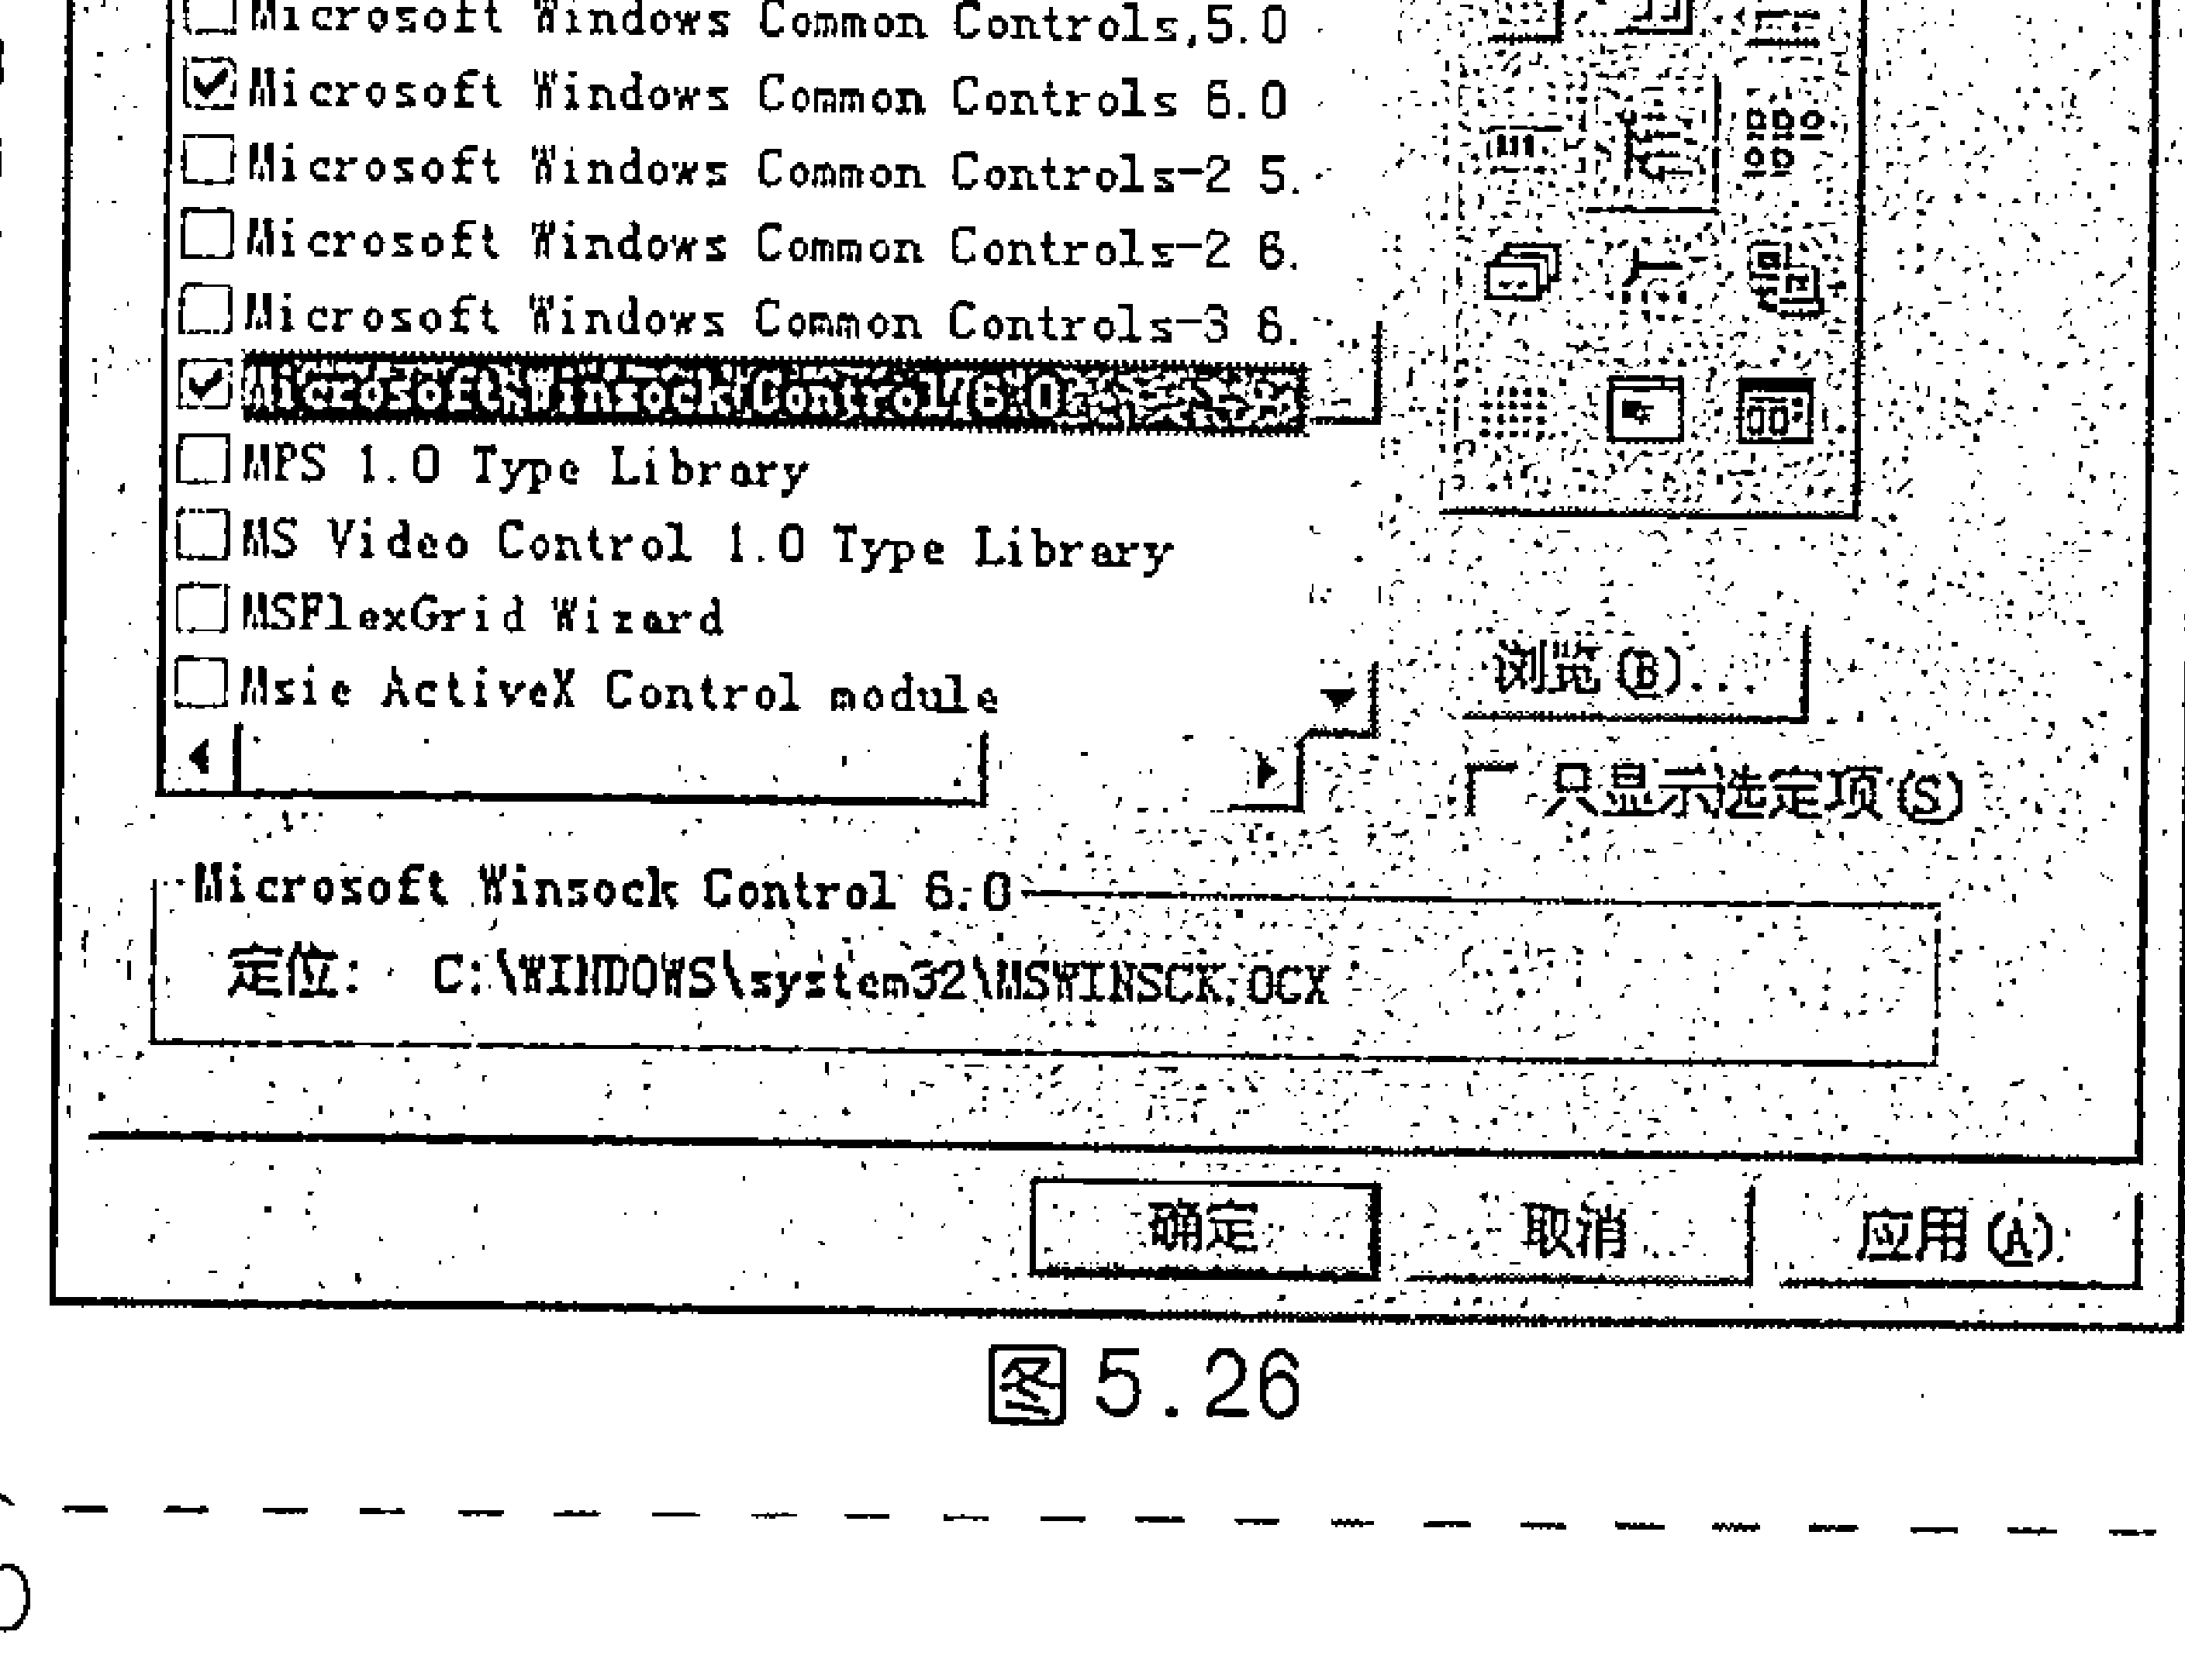 Microsoft Windows Common Controls,5.0
Microsoft Windows Common Controls 6.0
Microsoft Windows Common Controls-2 5.
Microsoft Windows Common Controls-2 6.
Microsoft Windows Common Controls-3 6.
Microsoft Winsock Control 6.0
MPS 1.0 Type Library
MS Video Control 1.0 Type Library
MSFlexGrid Wizard
Msie ActiveX Control module
浏览(B)...
只显示选定项(S)
Microsoft Winsock Control 6.0
定位: C:\WINDOWS\system32\MSWINSCK.OCX
确定 取消 应用(A)
图 5.26